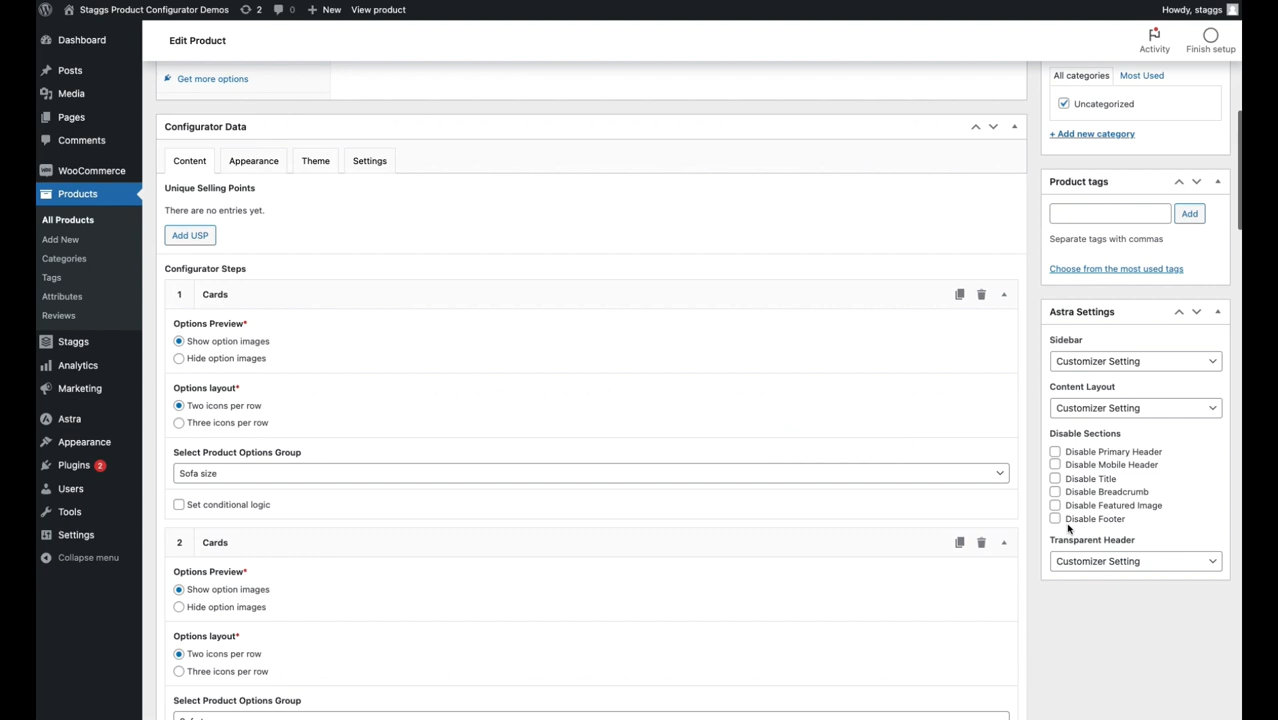 Staggs Product Configurator Demos 2 0 New View product Howdy, staggs
Edit Product
Activity
Finish setup
Dashboard
Posts
Media
Pages
Comments
WooCommerce
Products
All Products
Add New
Categories
Tags
Attributes
Reviews
Staggs
Analytics
Marketing
Astra
Appearance
Plugins 2
Users
Tools
Settings
Collapse menu
Get more options
Configurator Data
Content Appearance Theme Settings
Unique Selling Points
There are no entries yet.
Add USP
Configurator Steps
1 Cards
Options Preview*
Show option images
Hide option images
Options layout*
Two icons per row
Three icons per row
Select Product Options Group
Sofa size
Set conditional logic
2 Cards
Options Preview*
Show option images
Hide option images
Options layout*
Two icons per row
Three icons per row
Select Product Options Group
All categories Most Used
Uncategorized
+ Add new category
Product tags
Add
Separate tags with commas
Choose from the most used tags
Astra Settings
Sidebar
Customizer Setting
Content Layout
Customizer Setting
Disable Sections
Disable Primary Header
Disable Mobile Header
Disable Title
Disable Breadcrumb
Disable Featured Image
Disable Footer
Transparent Header
Customizer Setting